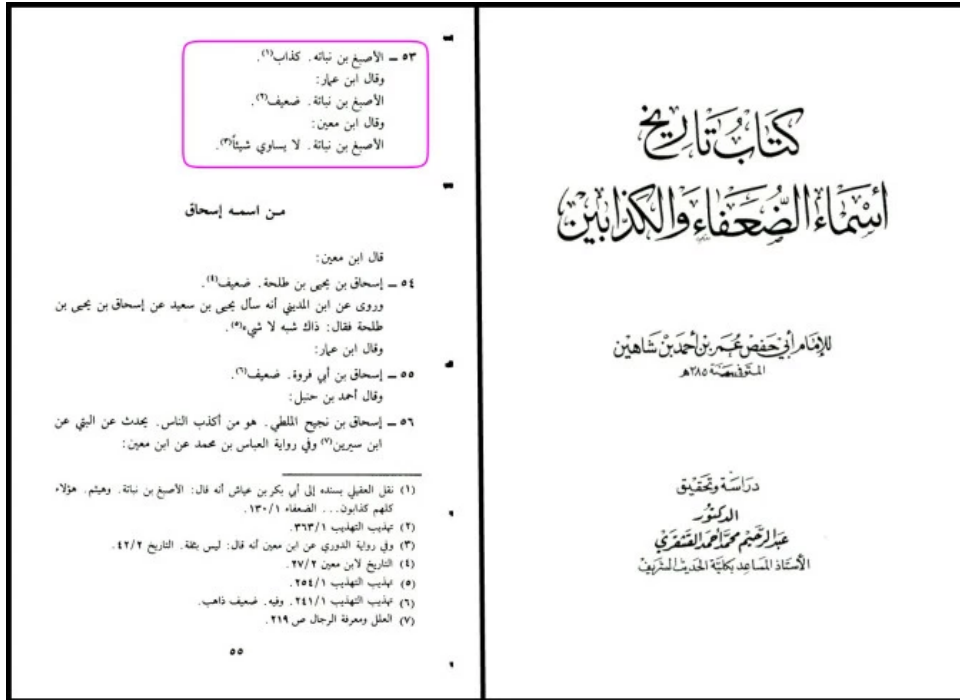 كتاب تاريخ
أسماء الضعفاء والكذابين
للإمام أبي حفص عمر بن أحمد بن شاهين
المتوفى سنة ٣٨٥ هـ
دراسة وتحقيق
الدكتور
عبد الرحيم محمد أحمد القشقري
الأستاذ المساعد بكلية الحديث الشريف
٥٣ ـ الأصبغ بن نباته. كذاب(١).
وقال ابن عمار:
الأصبغ بن نباتة. ضعيف(٢).
وقال ابن معين:
الأصبغ بن نباتة. لا يساوي شيئاً(٣).
من اسمه إسحاق
قال ابن معين:
٥٤ ـ إسحاق بن يحيى بن طلحة. ضعيف(٤).
وروى عن ابن المديني أنه سأل يحيى بن سعيد عن إسحاق بن يحيى بن
طلحة فقال: ذاك شبه لا شيء(٥).
وقال ابن عمار:
٥٥ ـ إسحاق بن أبي فروة. ضعيف(٦).
وقال أحمد بن حنبل:
٥٦ ـ إسحاق بن نجيح الملطي. هو من أكذب الناس. يحدث عن البتي عن
ابن سيرين(٧) وفي رواية العباس بن محمد عن ابن معين:
(١) نقل العقيلي بسنده إلى أبي بكر بن عياش أنه قال: الأصبغ بن نباتة. وهيثم. هؤلاء
كلهم كذابون... الضعفاء ١٣٠/١.
(٢) تهذيب التهذيب ٣٦٣/١.
(٣) وفي رواية الدوري عن ابن معين أنه قال: ليس بثقة. التاريخ ٤٢/٢.
(٤) التاريخ لابن معين ٢٧/٢.
(٥) تهذيب التهذيب ٢٥٤/١.
(٦) تهذيب التهذيب ٢٤١/١. وفيه. ضعيف ذاهب.
(٧) العلل ومعرفة الرجال ص ٢١٩.
٥٥